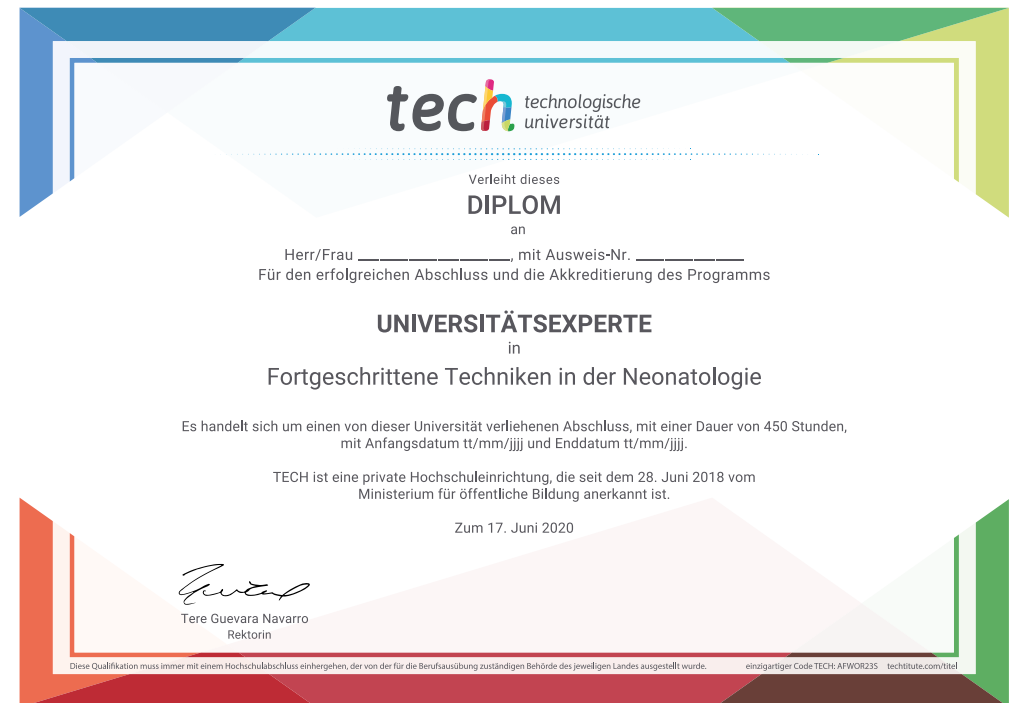 tech technologische
universität
Verleiht dieses
DIPLOM
an
Herr/Frau ________________, mit Ausweis-Nr. ____________
Für den erfolgreichen Abschluss und die Akkreditierung des Programms
UNIVERSITÄTSEXPERTE
in
Fortgeschrittene Techniken in der Neonatologie
Es handelt sich um einen von dieser Universität verliehenen Abschluss, mit einer Dauer von 450 Stunden,
mit Anfangsdatum tt/mm/jjjj und Enddatum tt/mm/jjjj.
TECH ist eine private Hochschuleinrichtung, die seit dem 28. Juni 2018 vom
Ministerium für öffentliche Bildung anerkannt ist.
Zum 17. Juni 2020
Tere Guevara Navarro
Rektorin
Diese Qualifikation muss immer mit einem Hochschulabschluss einhergehen, der von der für die Berufsausübung zuständigen Behörde des jeweiligen Landes ausgestellt wurde. einzigartiger Code TECH: AFWOR23S techtitute.com/titel